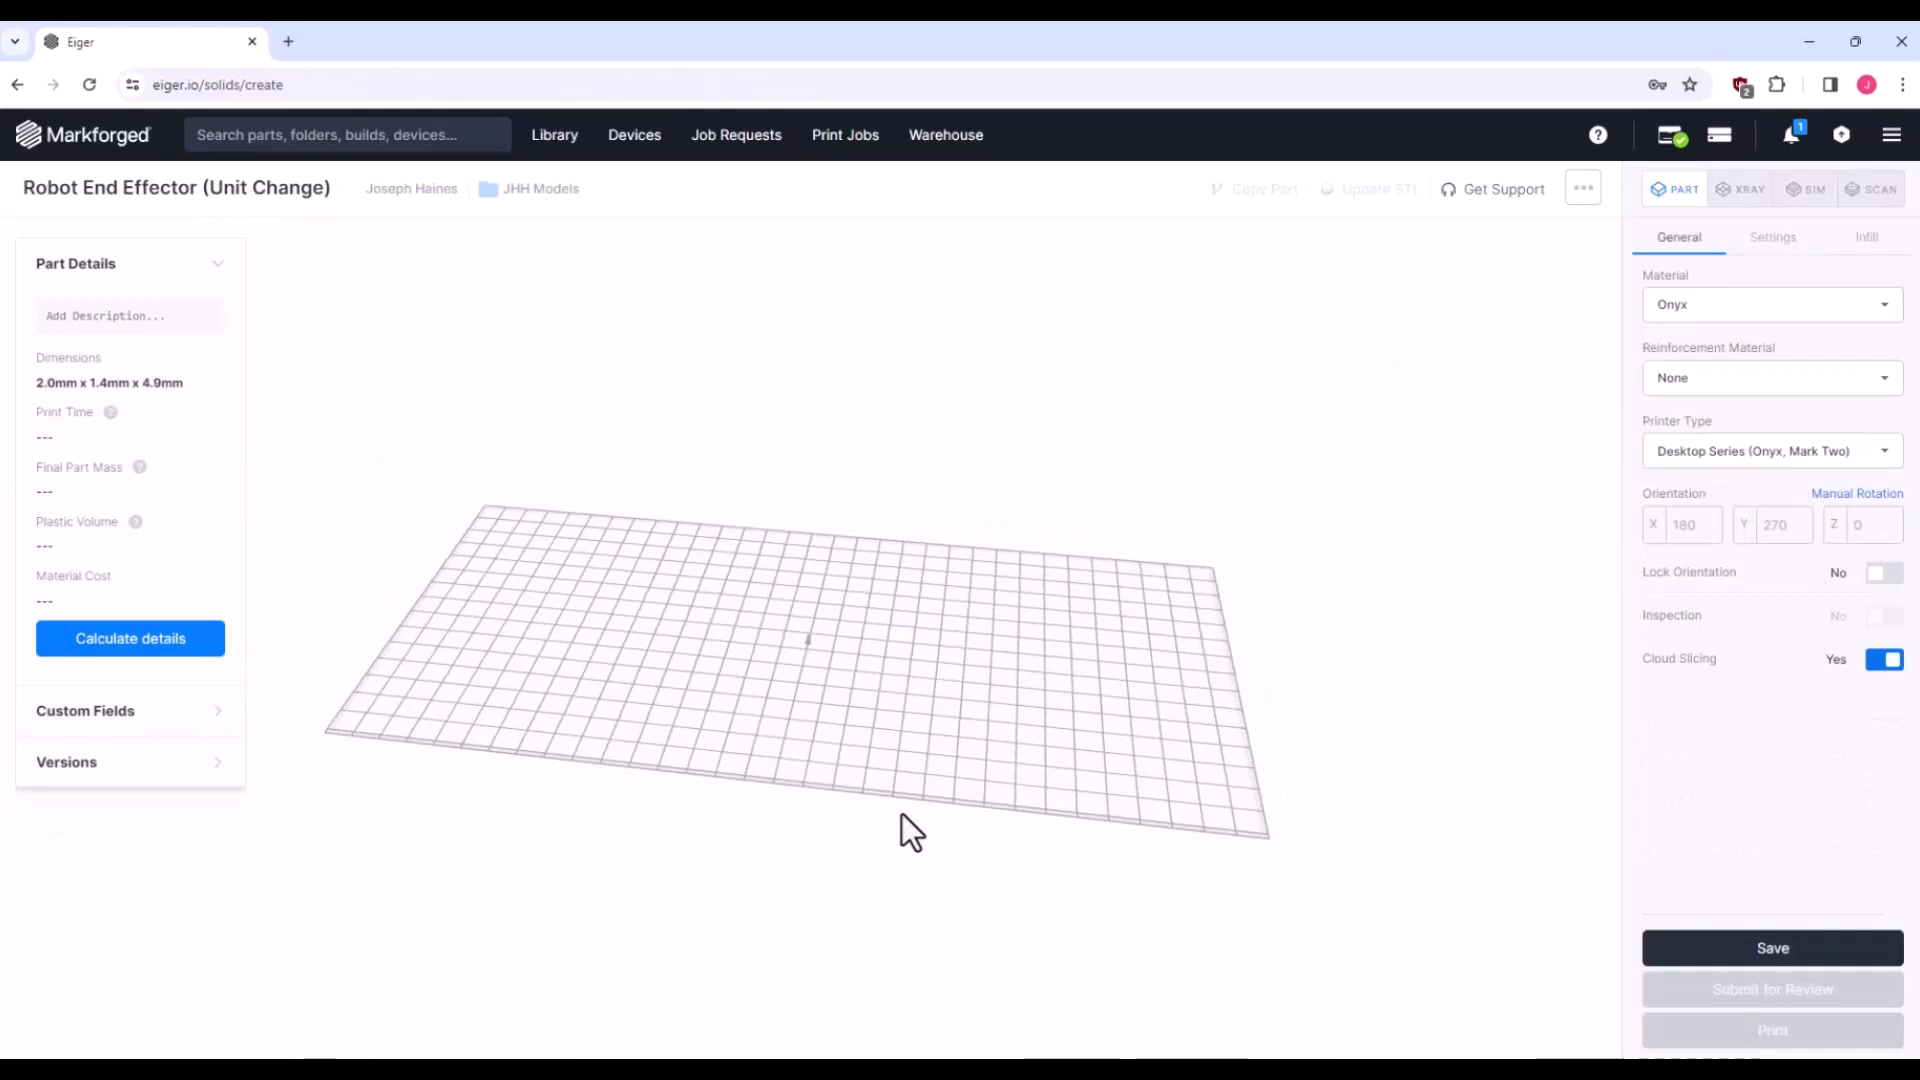 Eiger
eiger.io/solids/create
2
J
Markforged
Search parts, folders, builds, devices...
Library
Devices
Job Requests
Print Jobs
Warehouse
1
Robot End Effector (Unit Change)
Joseph Haines
JHH Models
Copy Part
Update STL
Get Support
PART
XRAY
SIM
SCAN
General
Settings
Infill
Part Details
Add Description...
Dimensions
2.0mm x 1.4mm x 4.9mm
Print Time
---
Final Part Mass
---
Plastic Volume
---
Material Cost
---
Calculate details
Custom Fields
Versions
Material
Onyx
Reinforcement Material
None
Printer Type
Desktop Series (Onyx, Mark Two)
Orientation
Manual Rotation
X 180
Y 270
Z 0
Lock Orientation
No
Inspection
No
Cloud Slicing
Yes
Save
Submit for Review
Print